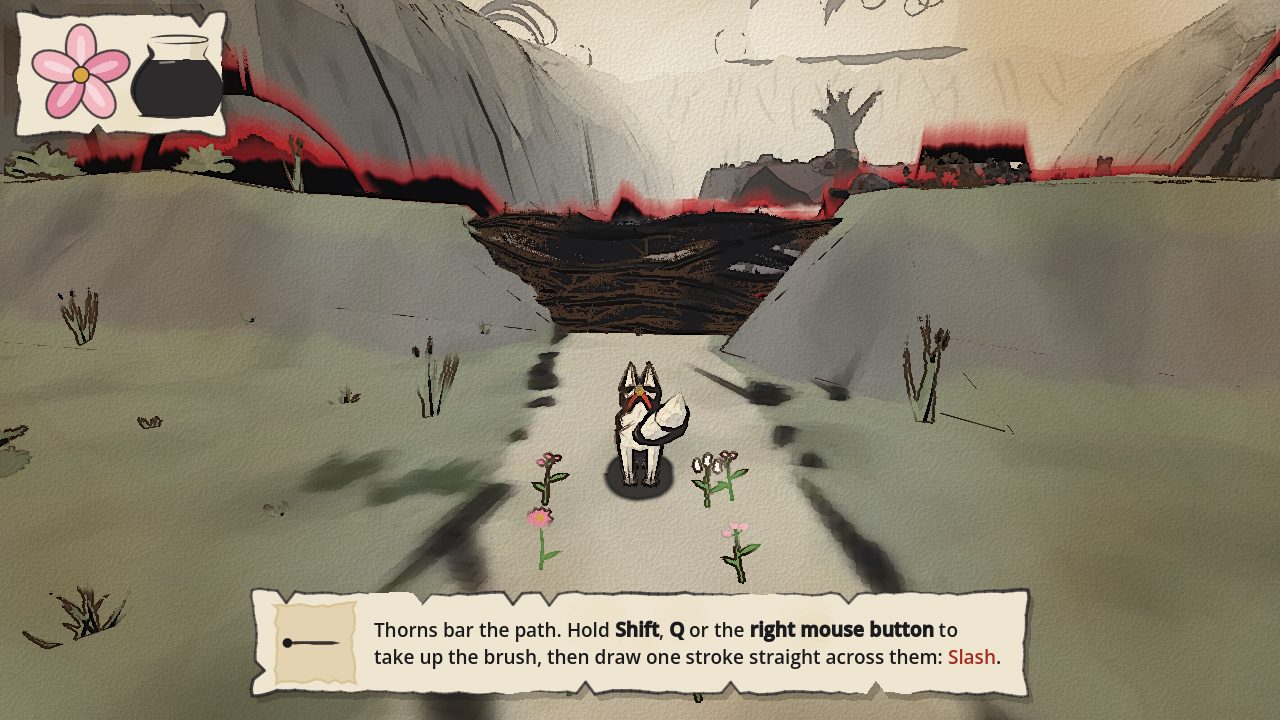 Thorns bar the path. Hold Shift, Q or the right mouse button to
take up the brush, then draw one stroke straight across them: Slash.